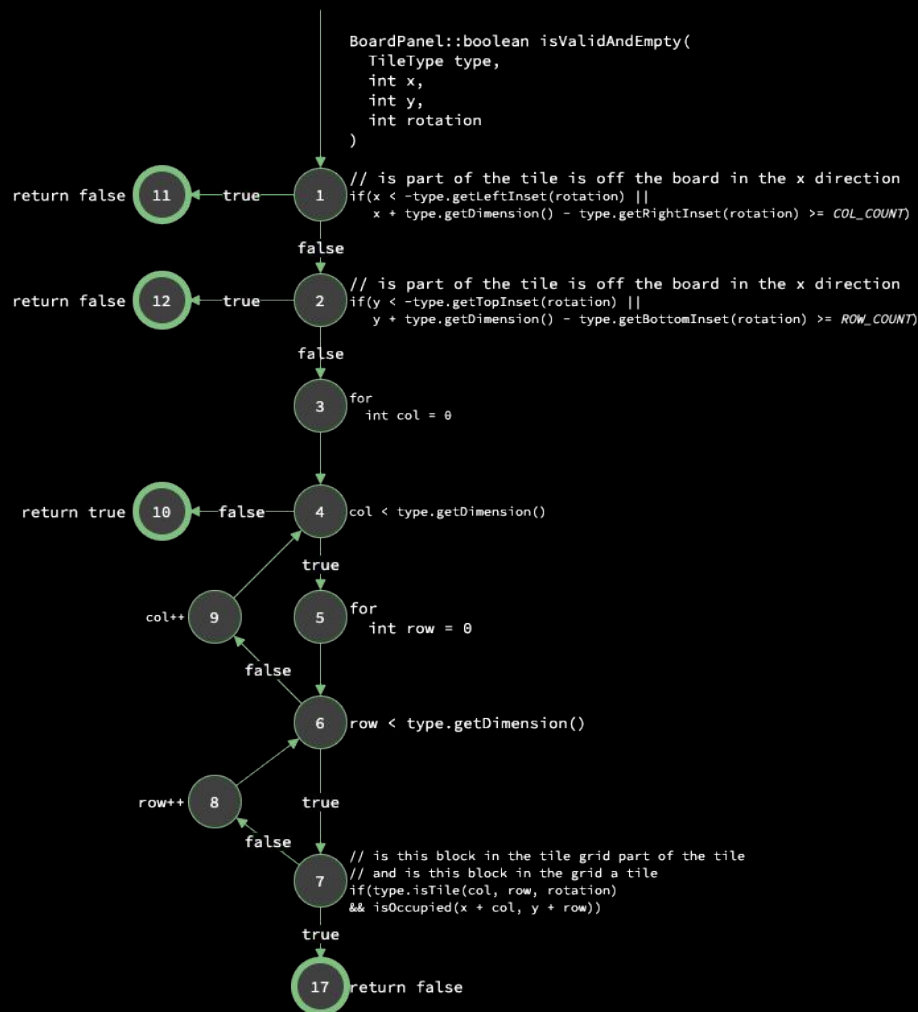 BoardPanel::boolean isValidAndEmpty(
TileType type,
int x,
int y,
int rotation
)
return false 11 true 1 // is part of the tile is off the board in the x direction
if(x < -type.getLeftInset(rotation) ||
x + type.getDimension() - type.getRightInset(rotation) >= COL_COUNT)
false
return false 12 true 2 // is part of the tile is off the board in the x direction
if(y < -type.getTopInset(rotation) ||
y + type.getDimension() - type.getBottomInset(rotation) >= ROW_COUNT)
false
3 for
int col = 0
return true 10 false 4 col < type.getDimension()
true
col++ 9 5 for
int row = 0
false
6 row < type.getDimension()
row++ 8 true
false
7 // is this block in the tile grid part of the tile
// and is this block in the grid a tile
if(type.isTile(col, row, rotation)
&& isOccupied(x + col, y + row))
true
17 return false